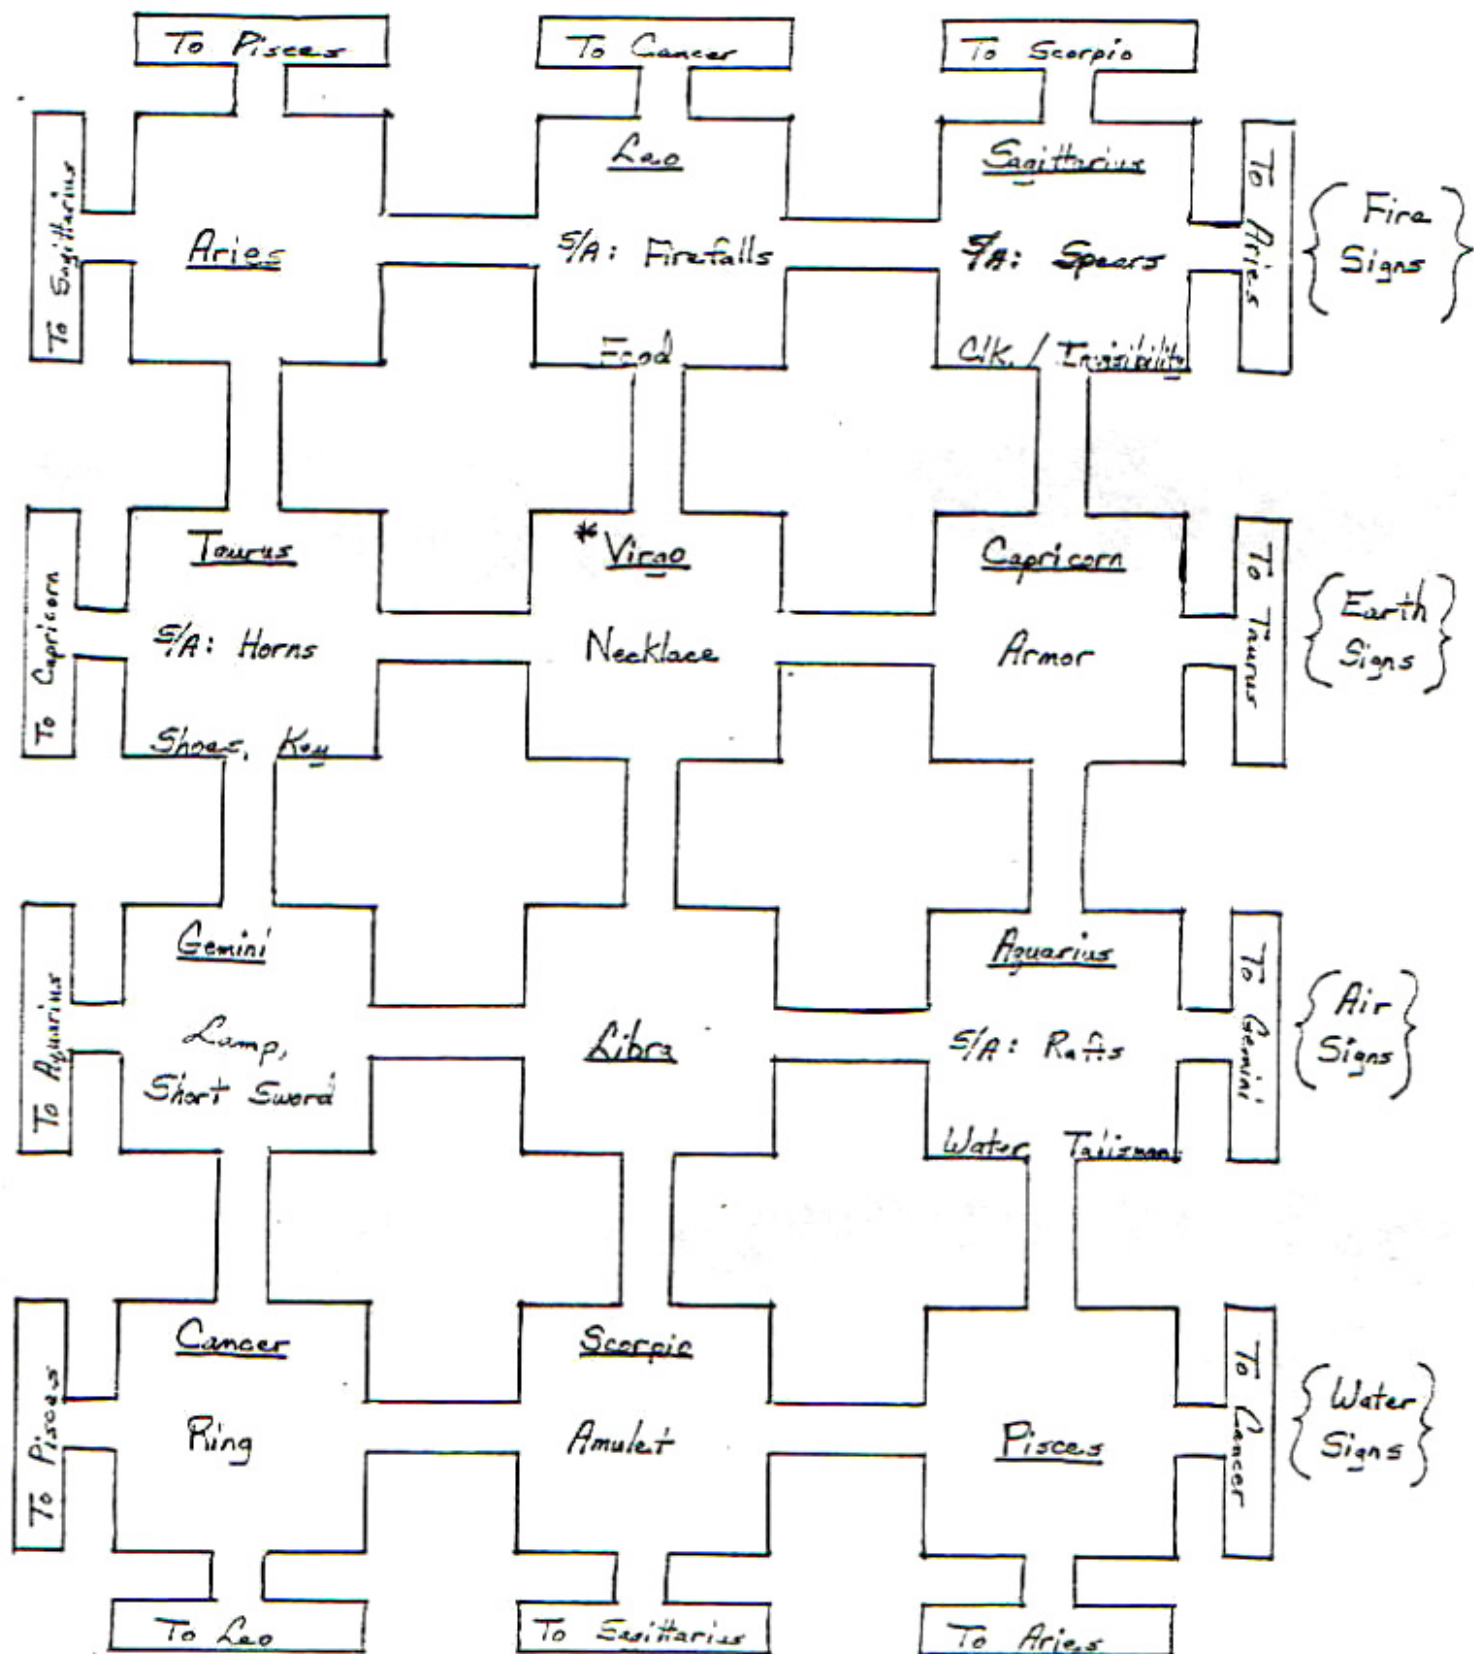 To Pisces
To Cancer
To Scorpio
To Sagittarius
Aries
Leo
S/A: Firefalls
Food
Sagittarius
S/A: Spears
Clk. / Invisibility
To Aries
Fire
Signs
To Capricorn
Taurus
S/A: Horns
Shoes, Key
*Virgo
Necklace
Capricorn
Armor
To Taurus
Earth
Signs
To Aquarius
Gemini
Lamp,
Short Sword
Libra
Aquarius
S/A: Rafts
Water Talisman
To Gemini
Air
Signs
To Pisces
Cancer
Ring
Scorpio
Amulet
Pisces
To Cancer
Water
Signs
To Leo
To Sagittarius
To Aries